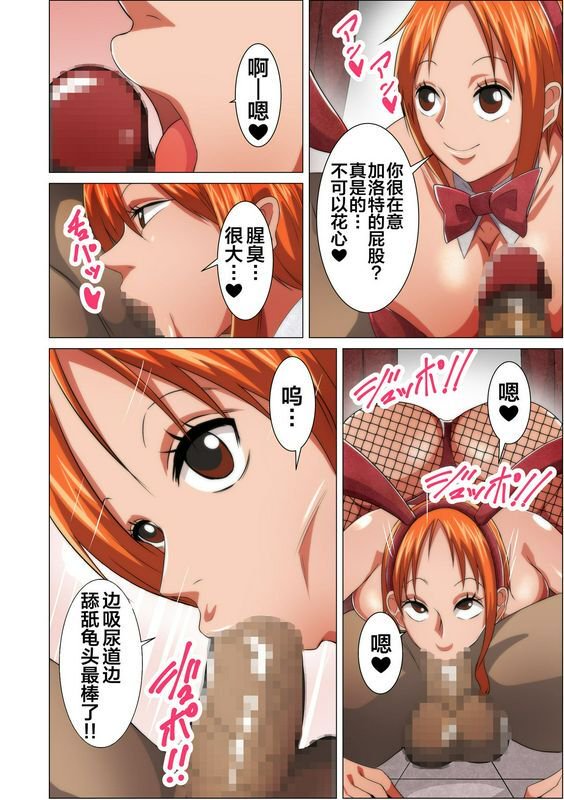 アンッ♡
アンッ♡
你很在意
加洛特的屁股？
真是的…
不可以花心♥
啊—嗯♥
腥臭…
很大…♥
チュパッ♡
嗯♥
ジュッポ!!
ジュッポ!!
嗯♥
呜…
边吸尿道边
舔舐龟头最棒了!!
ジュッポ!!